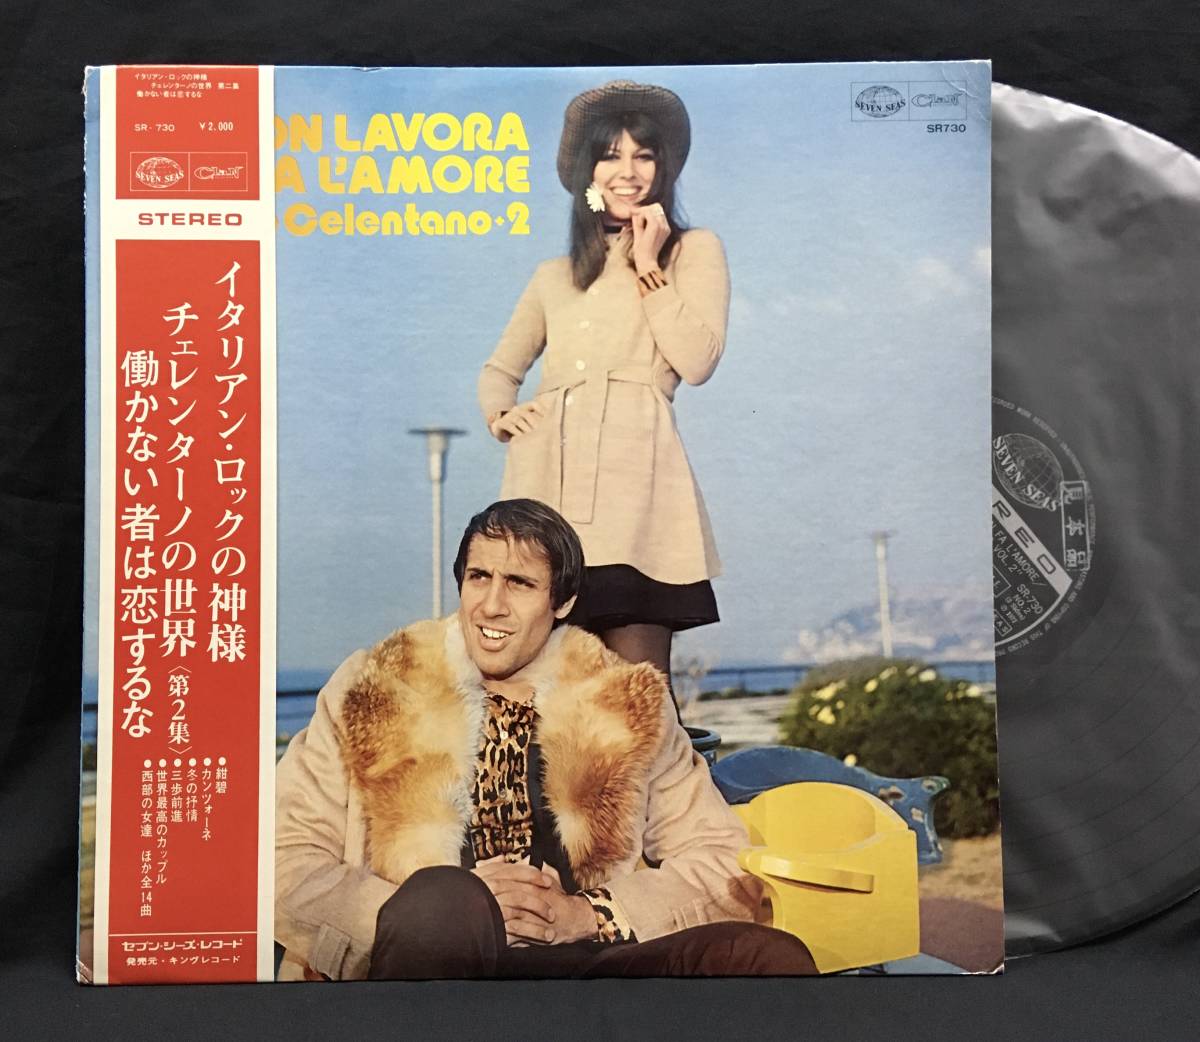 イタリアン・ロックの神様
チェレンターノの世界 第二集
働かない者は恋するな
SR-730 ￥2,000
SEVEN SEAS
Clan
STEREO
イタリアン・ロックの神様
チェレンターノの世界〈第2集〉
働かない者は恋するな
●紺碧
●カンツォーネ
●冬の抒情
●三歩前進
●世界最高のカップル
●西部の女達 ほか全14曲
セブン・シーズ・レコード
発売元・キングレコード
ON LAVORA
A L'AMORE
Celentano+2
SEVEN SEAS
Clan
SR730
SEVEN SEAS
見本品
REO
FA L'AMORE
VOL.2"
SR-730
NO.2